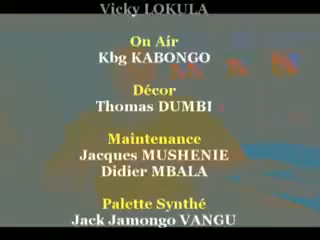 Vicky LOKULA
On Air
Kbg KABONGO
Décor
Thomas DUMBI
Maintenance
Jacques MUSHENIE
Didier MBALA
Palette Synthé
Jack Jamongo VANGU